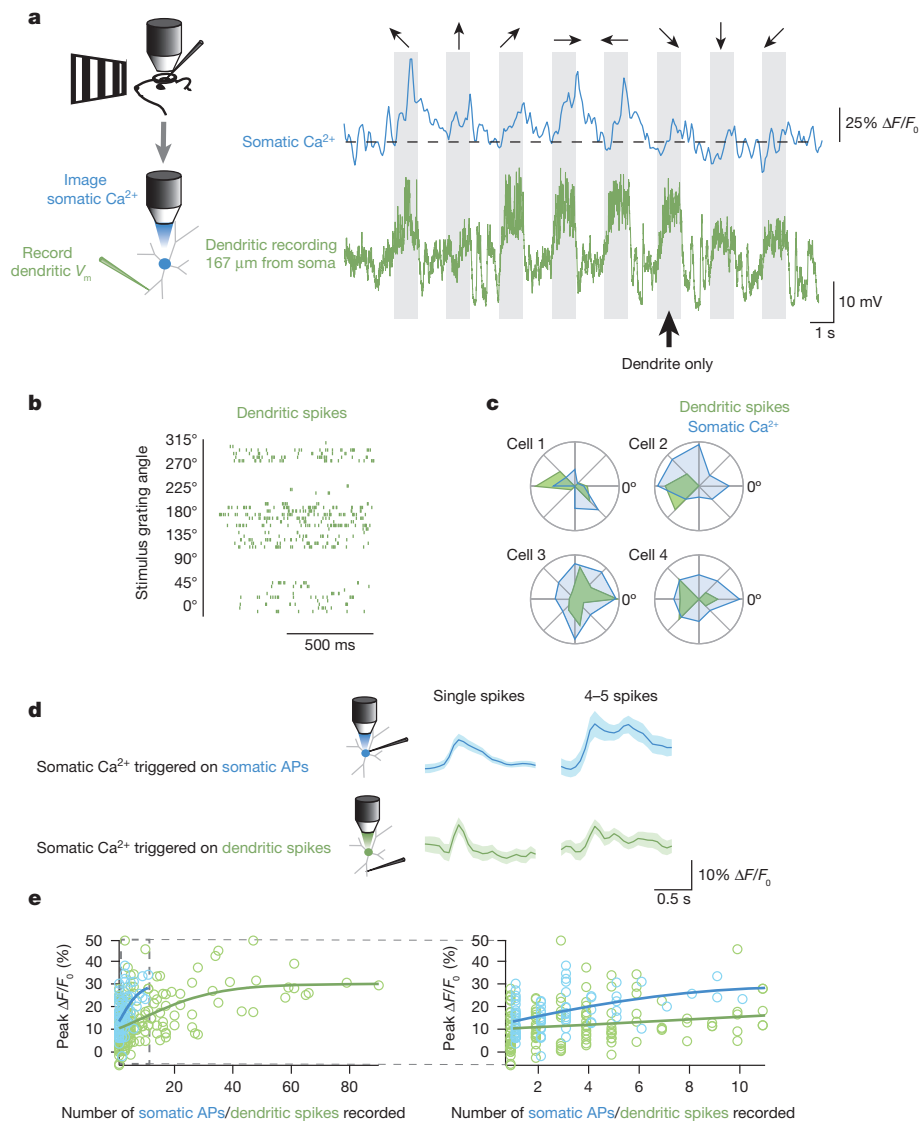 a
Image
somatic Ca²⁺
Record
dendritic Vm
Somatic Ca²⁺
25% ΔF/F₀
Dendritic recording
167 μm from soma
10 mV
1 s
Dendrite only
b
Dendritic spikes
Stimulus grating angle
315°
270°
225°
180°
135°
90°
45°
0°
500 ms
c
Dendritic spikes
Somatic Ca²⁺
Cell 1
0°
Cell 2
0°
Cell 3
0°
Cell 4
0°
d
Single spikes
4–5 spikes
Somatic Ca²⁺ triggered on somatic APs
Somatic Ca²⁺ triggered on dendritic spikes
10% ΔF/F₀
0.5 s
e
Peak ΔF/F₀ (%)
50
40
30
20
10
0
20
40
60
80
Number of somatic APs/dendritic spikes recorded
Peak ΔF/F₀ (%)
50
40
30
20
10
0
2
4
6
8
10
Number of somatic APs/dendritic spikes recorded